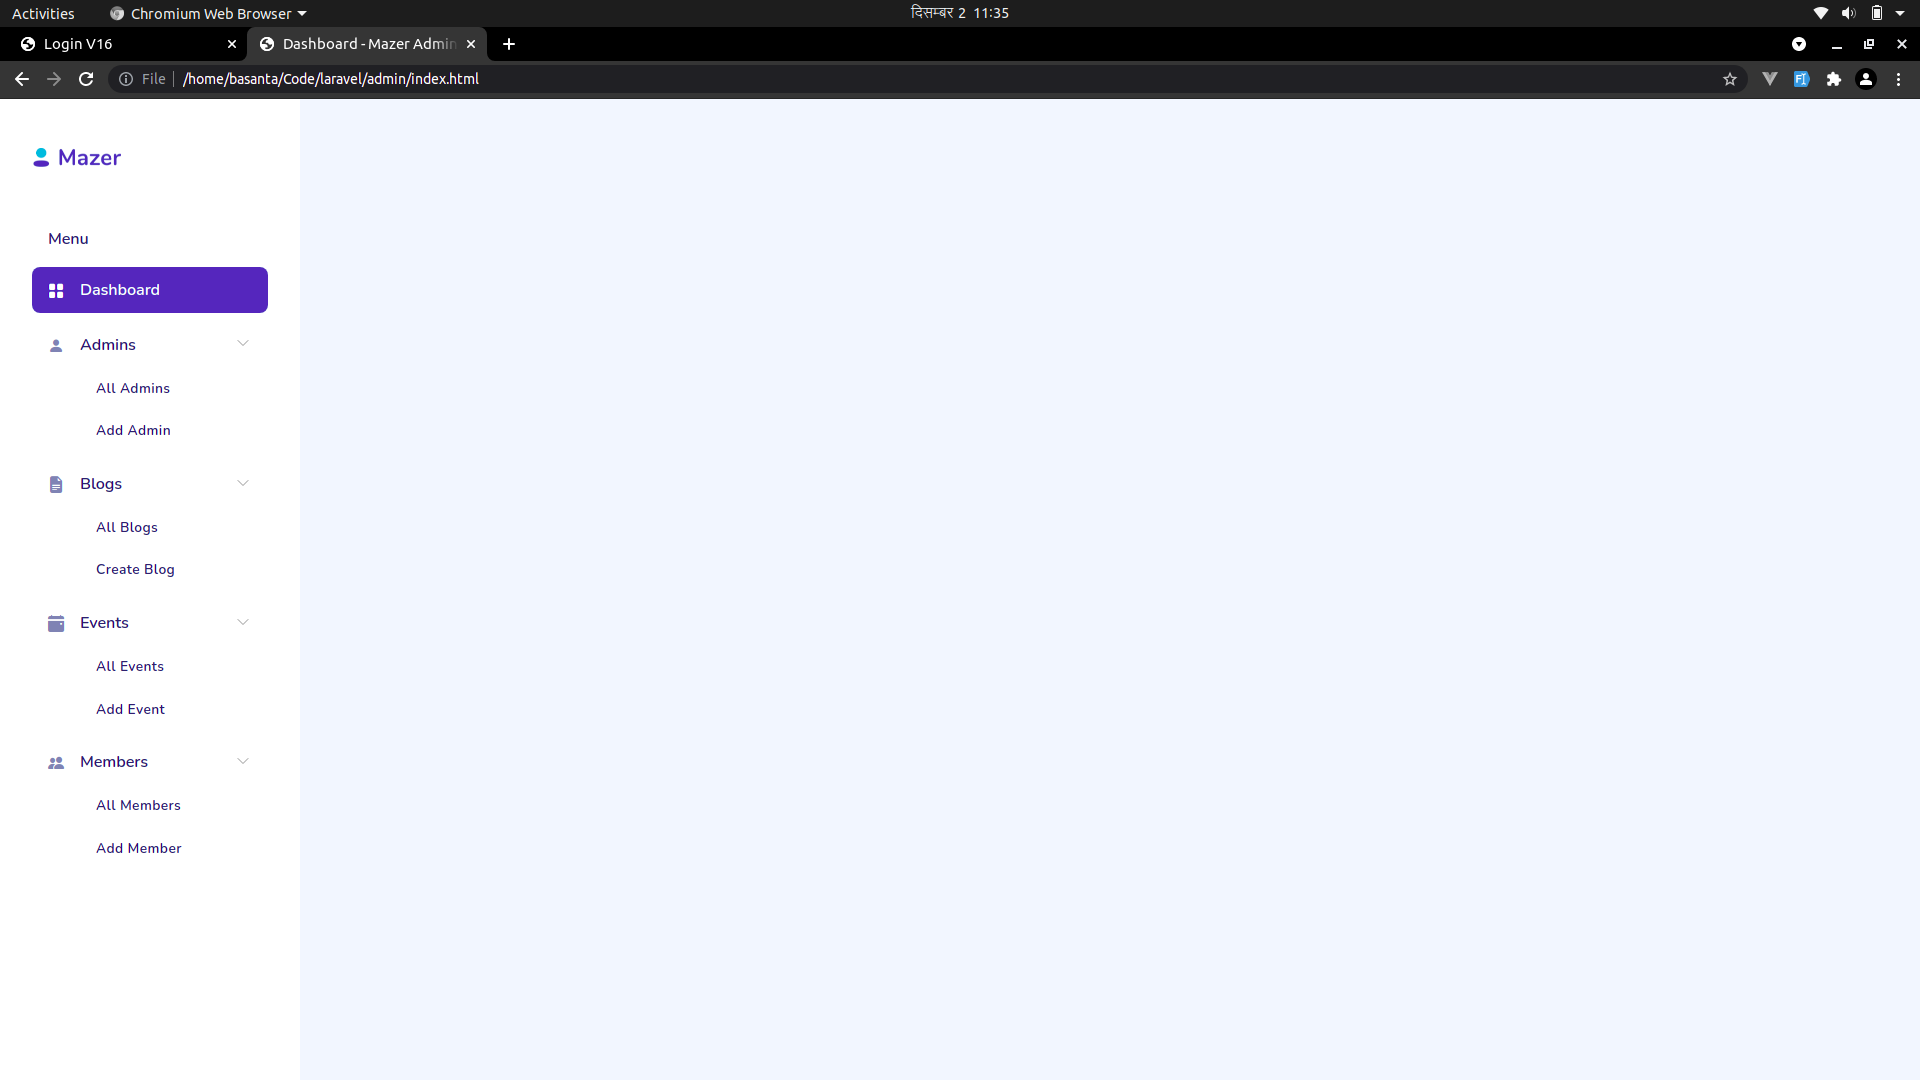 Activities Chromium Web Browser दिसम्बर 2 11:35
Login V16 Dashboard - Mazer Admin
File /home/basanta/Code/laravel/admin/index.html
Mazer
Menu
Dashboard
Admins
All Admins
Add Admin
Blogs
All Blogs
Create Blog
Events
All Events
Add Event
Members
All Members
Add Member